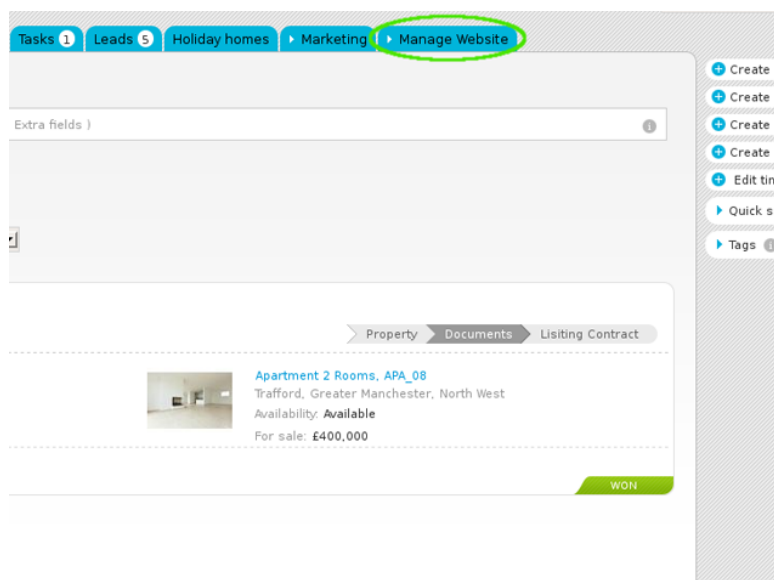 Tasks 1 Leads 5 Holiday homes Marketing Manage Website
Create
Create
Extra fields )
Create
Create
Edit
Quick
Tags
Property Documents Lisiting Contract
Apartment 2 Rooms, APA_08
Trafford, Greater Manchester, North West
Availability: Available
For sale: £400,000
WON